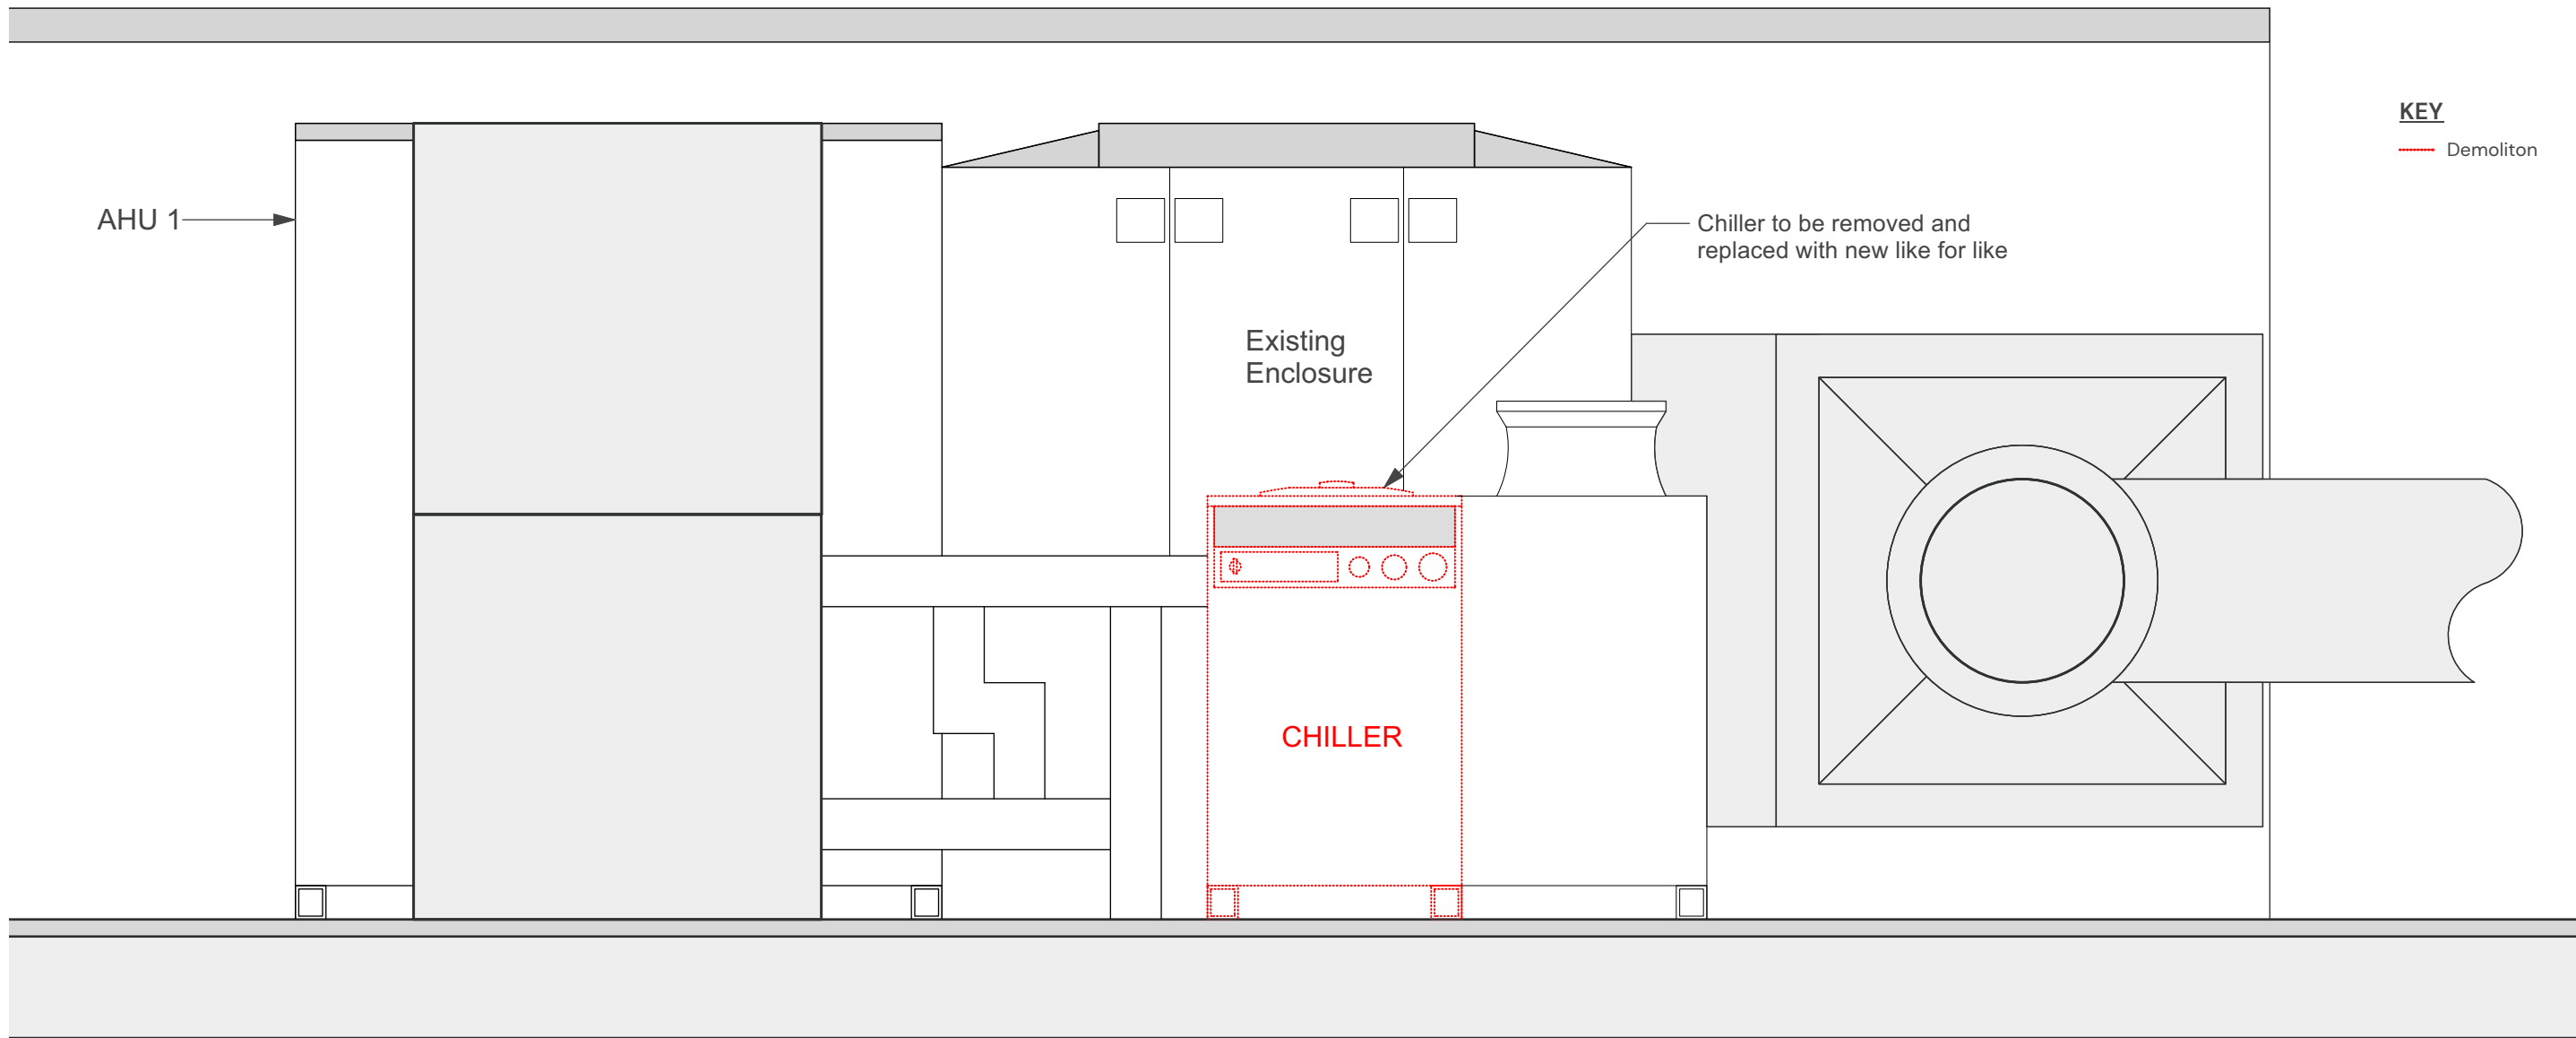 KEY
Demoliton
AHU 1
Chiller to be removed and
replaced with new like for like
Existing
Enclosure
CHILLER